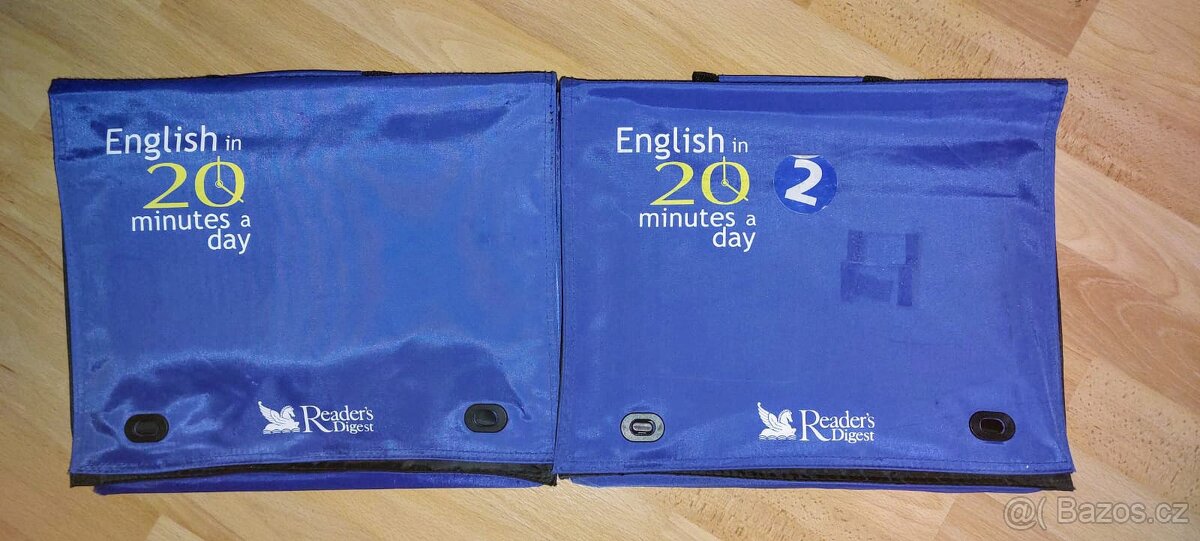 English in
20
minutes a
day
Reader's
Digest
English in
20
minutes a
day
2
Reader's
Digest
@( Bazos.cz